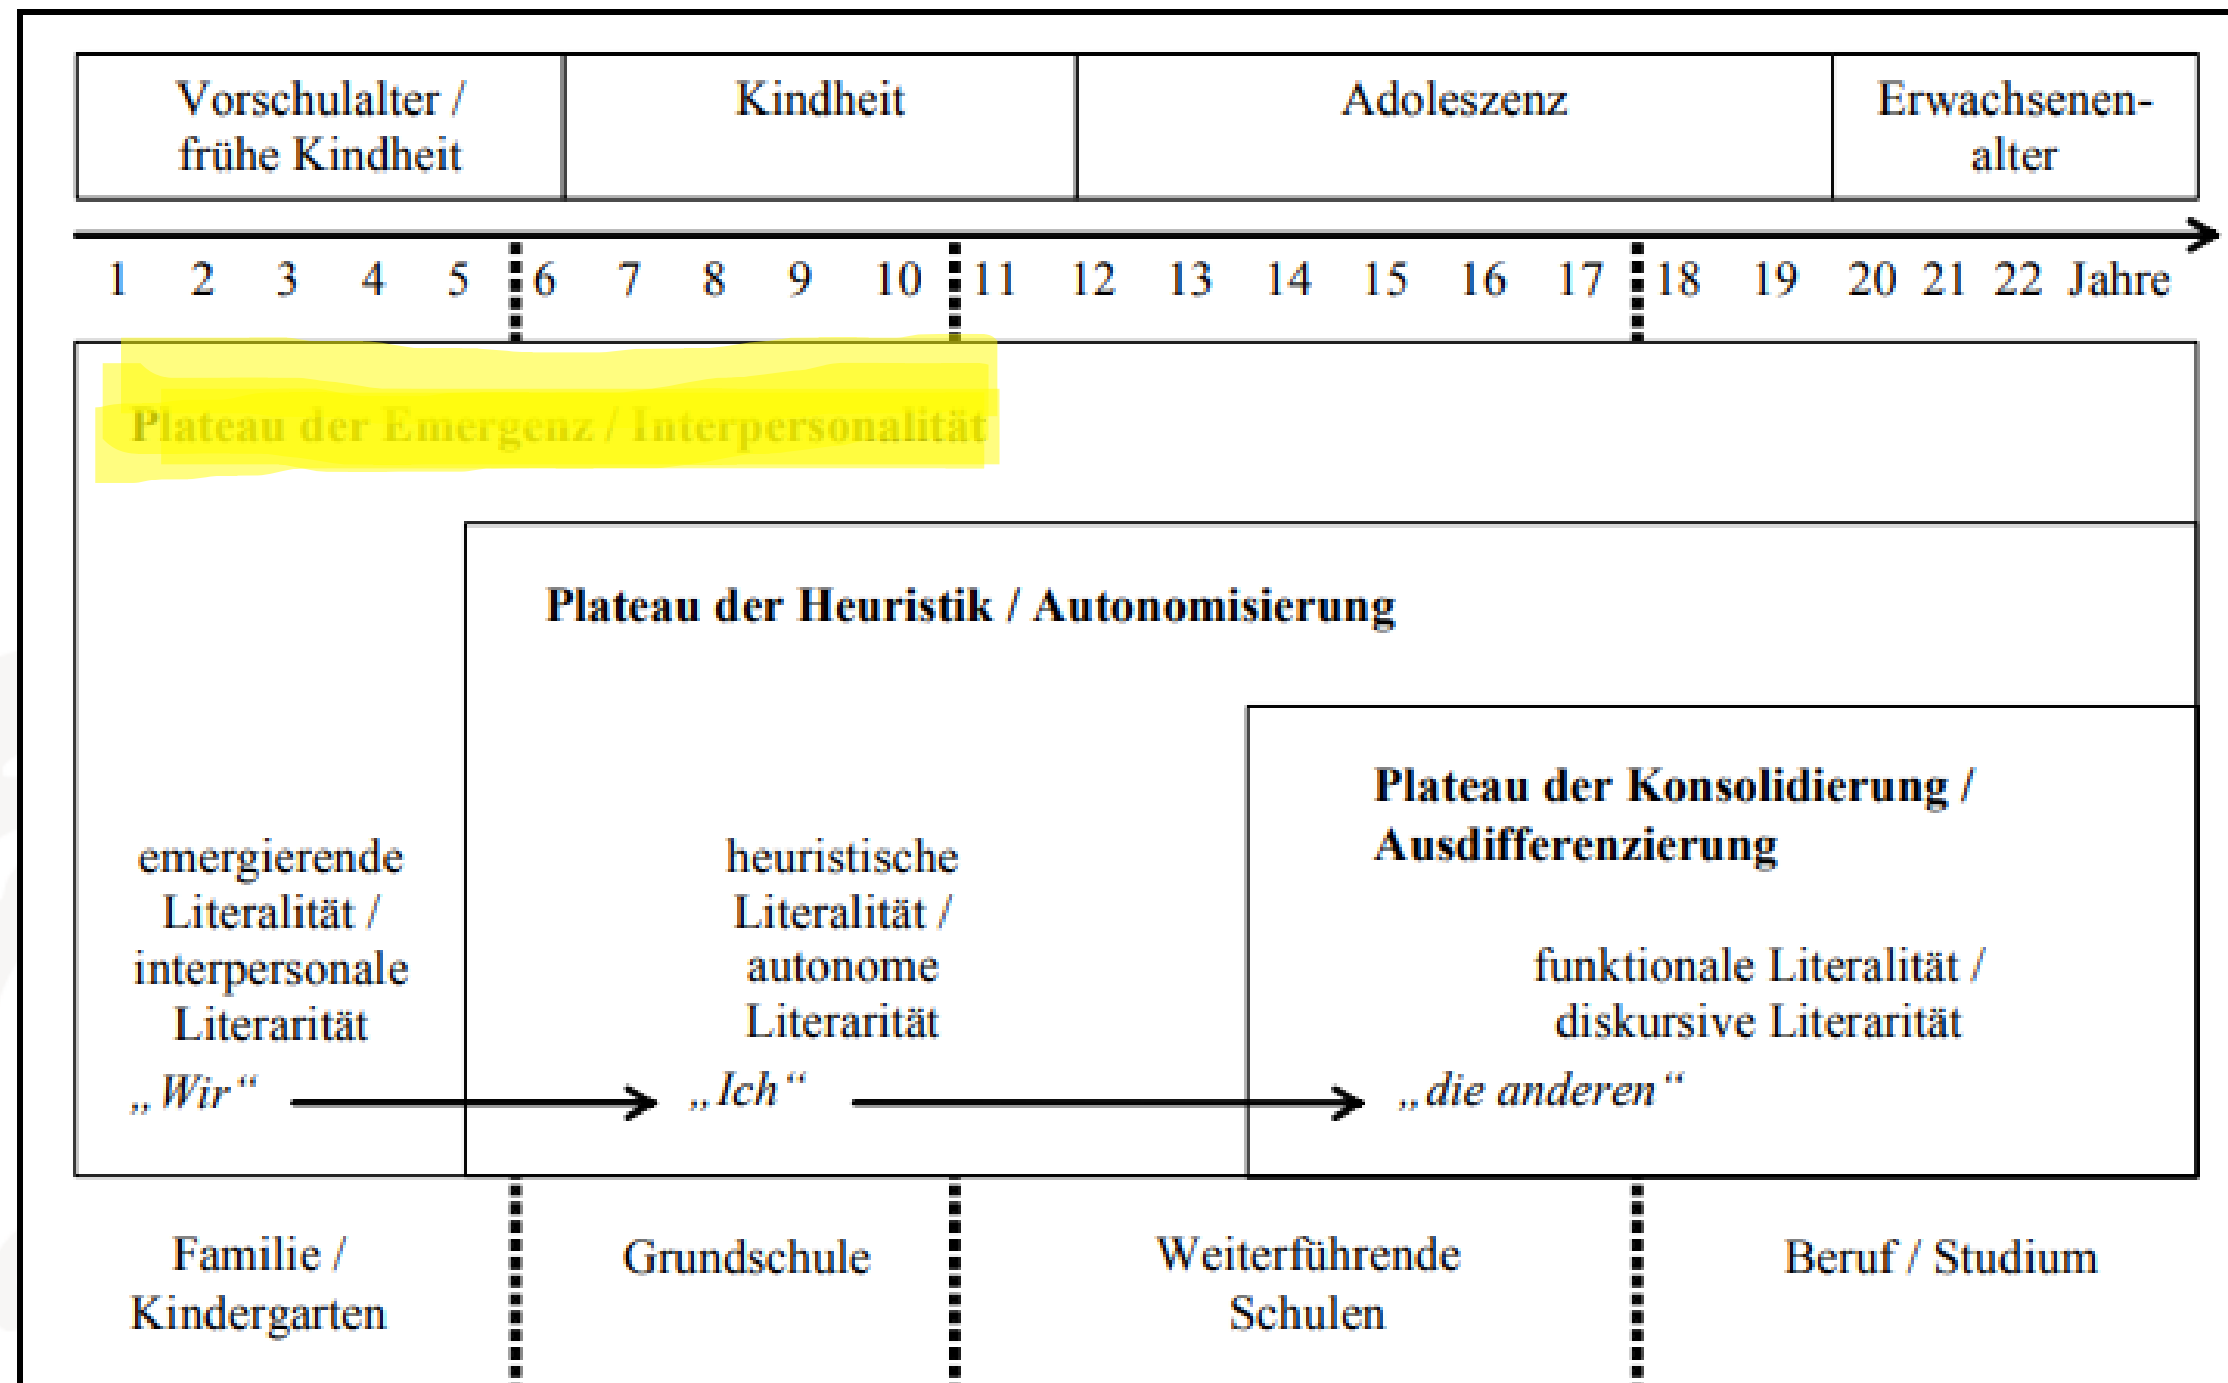 Vorschulalter /
frühe Kindheit
Kindheit
Adoleszenz
Erwachsenen-
alter
1 2 3 4 5 6 7 8 9 10 11 12 13 14 15 16 17 18 19 20 21 22 Jahre
Plateau der Emergenz / Interpersonalität
Plateau der Heuristik / Autonomisierung
Plateau der Konsolidierung /
Ausdifferenzierung
emergierende
Literalität /
interpersonale
Literarität
„Wir“
heuristische
Literalität /
autonome
Literarität
„Ich“
funktionale Literalität /
diskursive Literarität
„die anderen“
Familie /
Kindergarten
Grundschule
Weiterführende
Schulen
Beruf / Studium